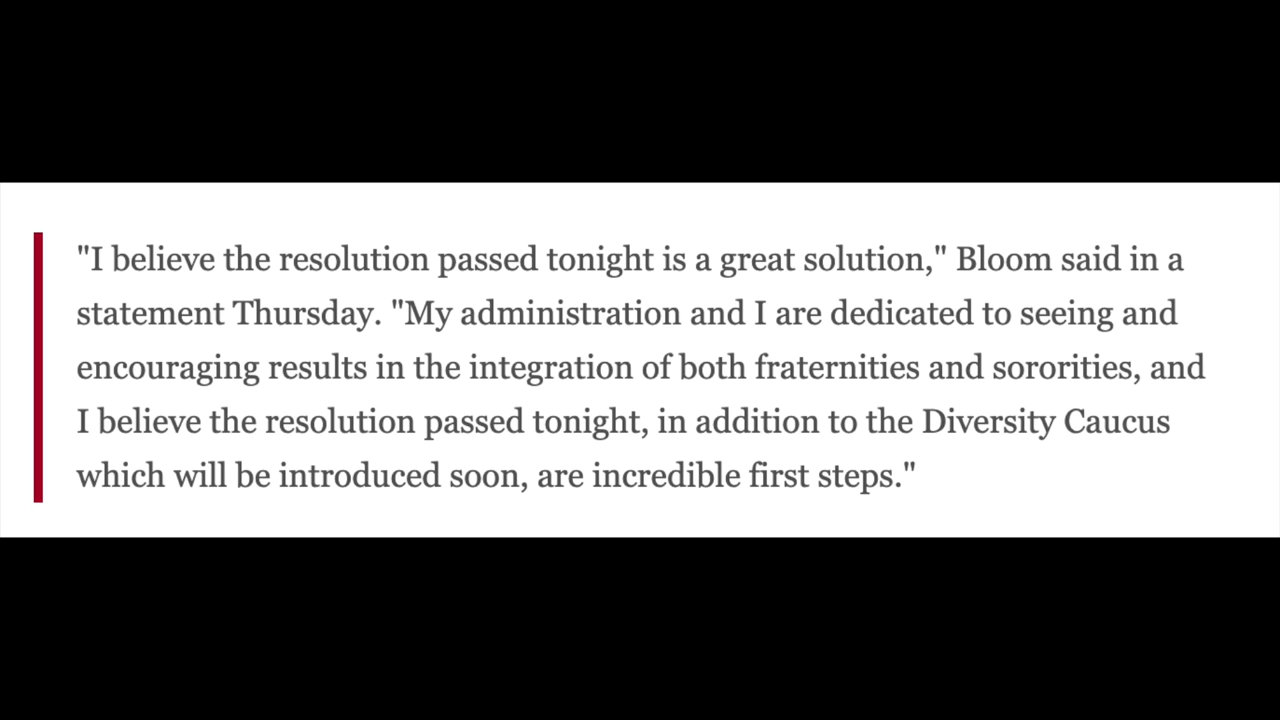 "I believe the resolution passed tonight is a great solution," Bloom said in a
statement Thursday. "My administration and I are dedicated to seeing and
encouraging results in the integration of both fraternities and sororities, and
I believe the resolution passed tonight, in addition to the Diversity Caucus
which will be introduced soon, are incredible first steps."